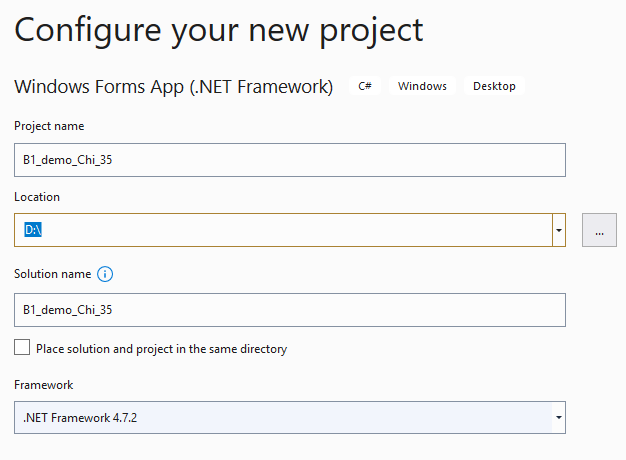 Configure your new project
Windows Forms App (.NET Framework) C# Windows Desktop
Project name
B1_demo_Chi_35
Location
D:\
...
Solution name
B1_demo_Chi_35
Place solution and project in the same directory
Framework
.NET Framework 4.7.2